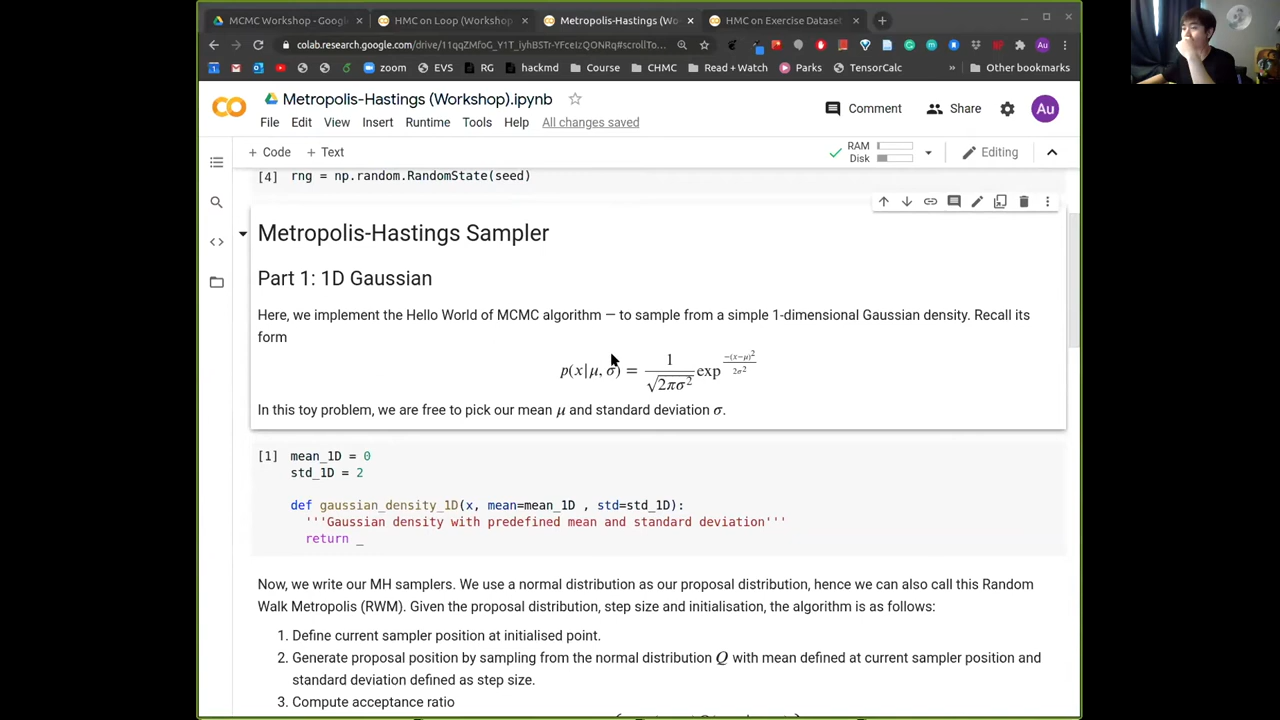 MCMC Workshop - Google
HMC on Loop (Workshop
Metropolis-Hastings (Wo
HMC on Exercise Dataset
colab.research.google.com/drive/
zoom EVS RG hackmd Course CHMC Read + Watch Parks TensorCalc » Other bookmarks
Metropolis-Hastings (Workshop).ipynb
Comment Share Au
File Edit View Insert Runtime Tools Help All changes saved
+ Code + Text RAM Disk Editing
[4] rng = np.random.RandomState(seed)
Metropolis-Hastings Sampler
Part 1: 1D Gaussian
Here, we implement the Hello World of MCMC algorithm — to sample from a simple 1-dimensional Gaussian density. Recall its
form
p(x|μ, σ) = 1/√(2πσ²) exp^(−(x−μ)²/2σ²)
In this toy problem, we are free to pick our mean μ and standard deviation σ.
[1] mean_1D = 0
std_1D = 2
def gaussian_density_1D(x, mean=mean_1D , std=std_1D):
'''Gaussian density with predefined mean and standard deviation'''
return _
Now, we write our MH samplers. We use a normal distribution as our proposal distribution, hence we can also call this Random
Walk Metropolis (RWM). Given the proposal distribution, step size and initialisation, the algorithm is as follows:
1. Define current sampler position at initialised point.
2. Generate proposal position by sampling from the normal distribution Q with mean defined at current sampler position and
standard deviation defined as step size.
3. Compute acceptance ratio